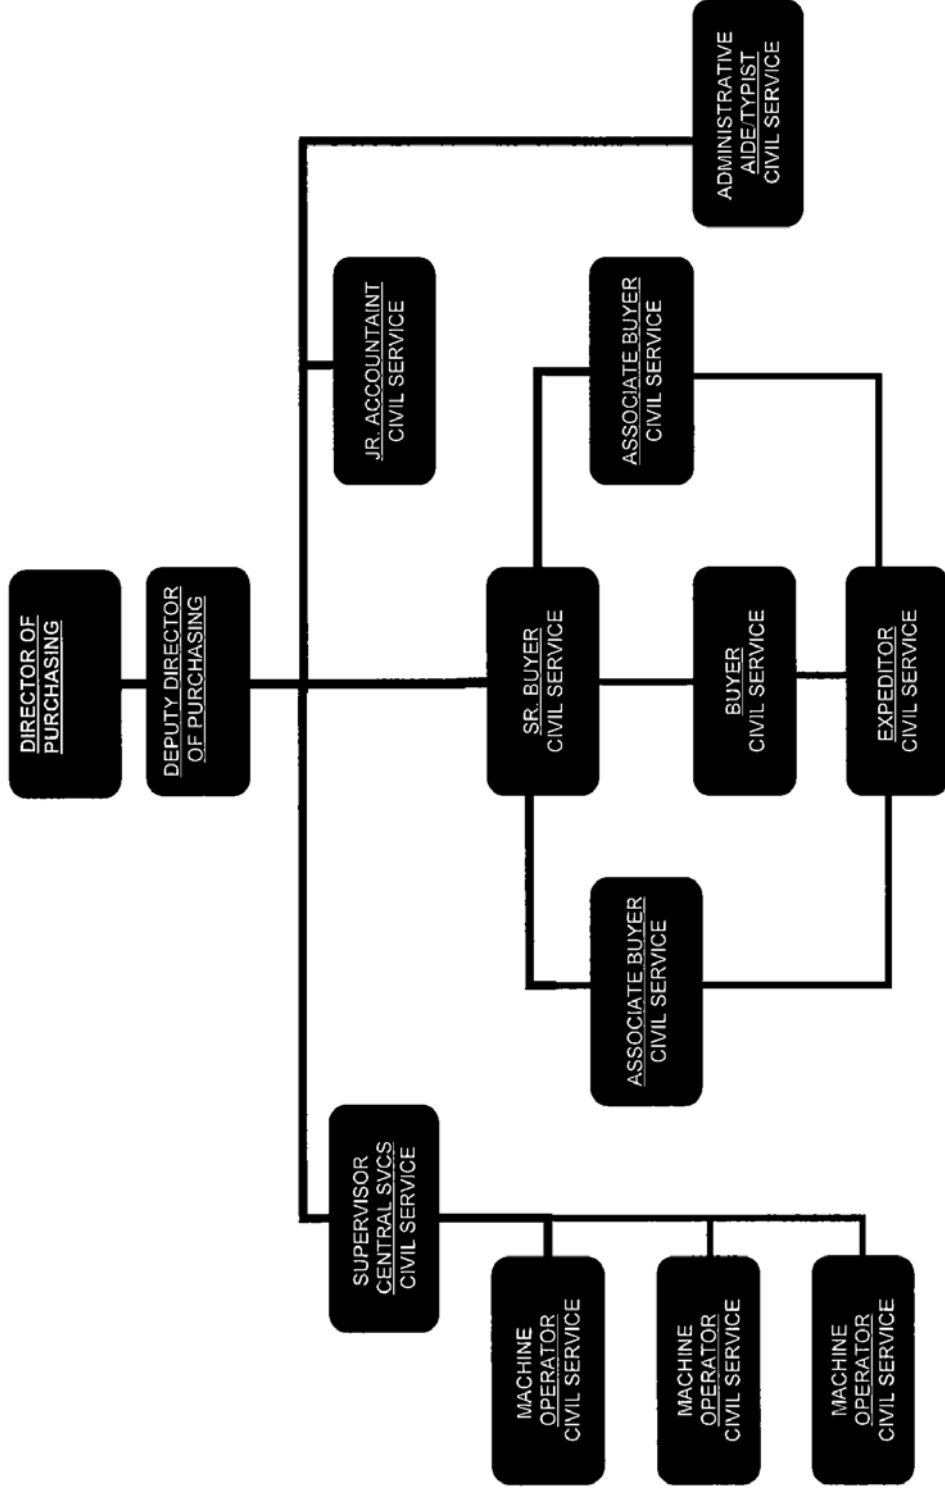 DIRECTOR OF
PURCHASING
DEPUTY DIRECTOR
OF PURCHASING
SUPERVISOR
CENTRAL SVCS
CIVIL SERVICE
JR. ACCOUNTAINT
CIVIL SERVICE
MACHINE
OPERATOR
CIVIL SERVICE
SR. BUYER
CIVIL SERVICE
ASSOCIATE BUYER
CIVIL SERVICE
ASSOCIATE BUYER
CIVIL SERVICE
MACHINE
OPERATOR
CIVIL SERVICE
BUYER
CIVIL SERVICE
ADMINISTRATIVE
AIDE/TYPIST
CIVIL SERVICE
MACHINE
OPERATOR
CIVIL SERVICE
EXPEDITOR
CIVIL SERVICE